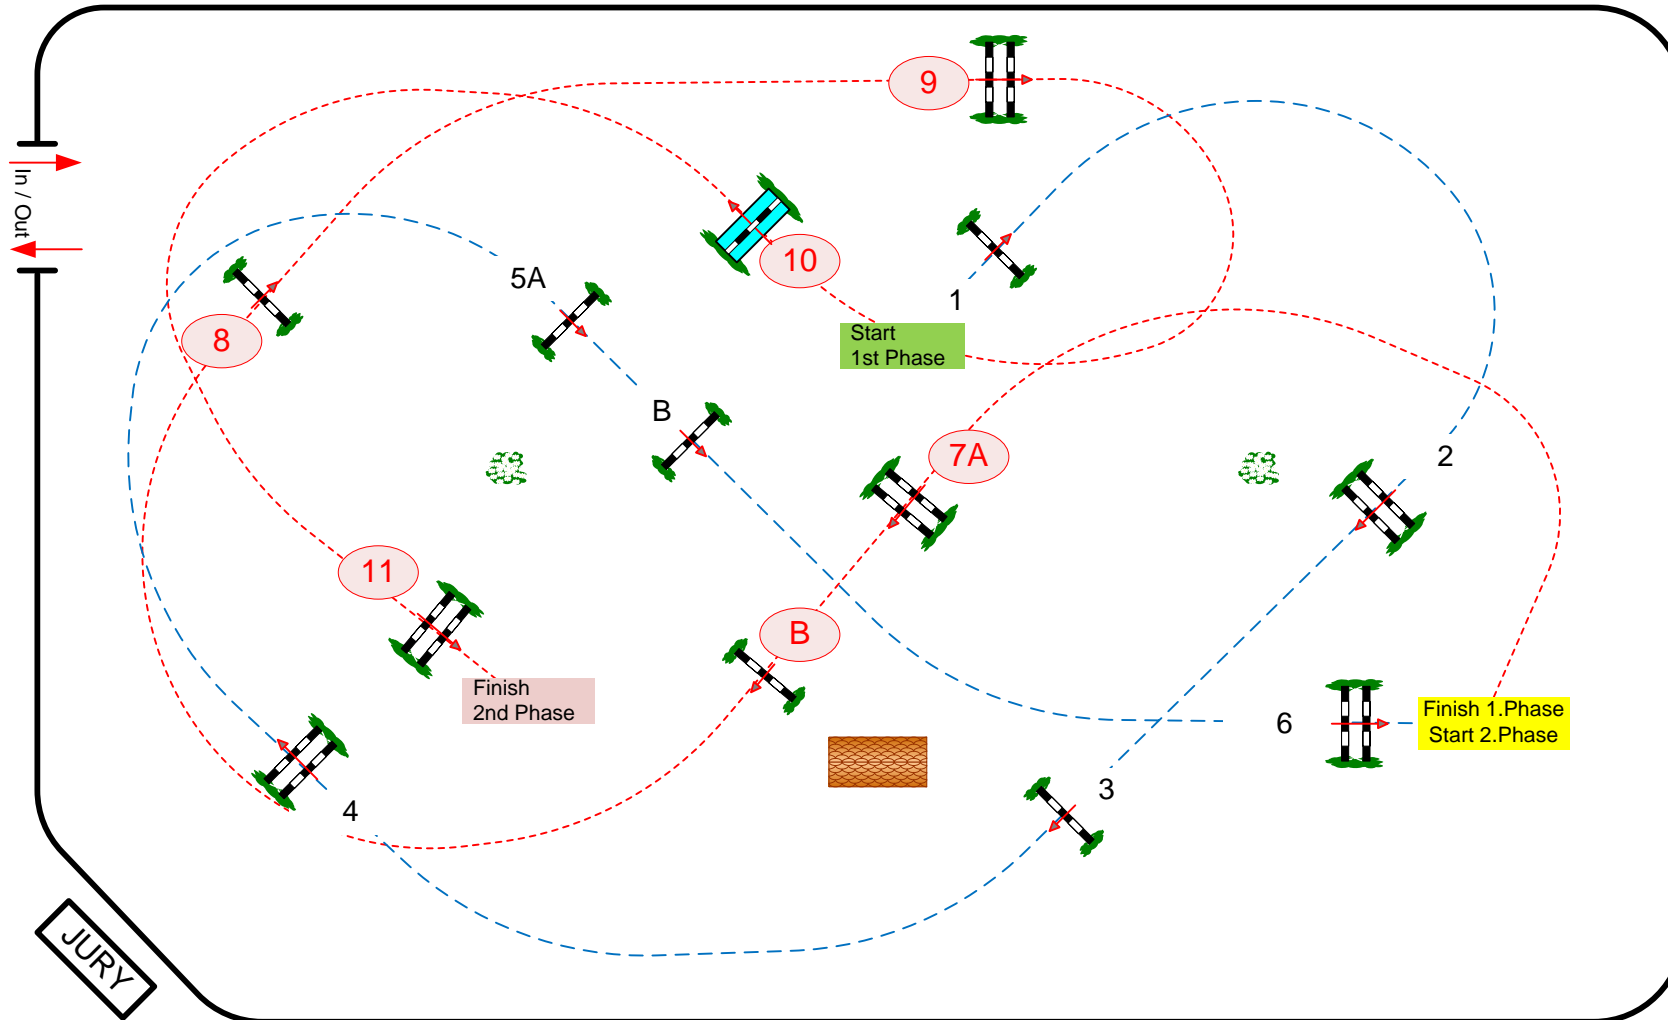 9
In / Out
10
5A
1
8
Start
1st Phase
B
7A
2
11
B
Finish
2nd Phase
6
Finish 1.Phase
Start 2.Phase
3
4
JURY